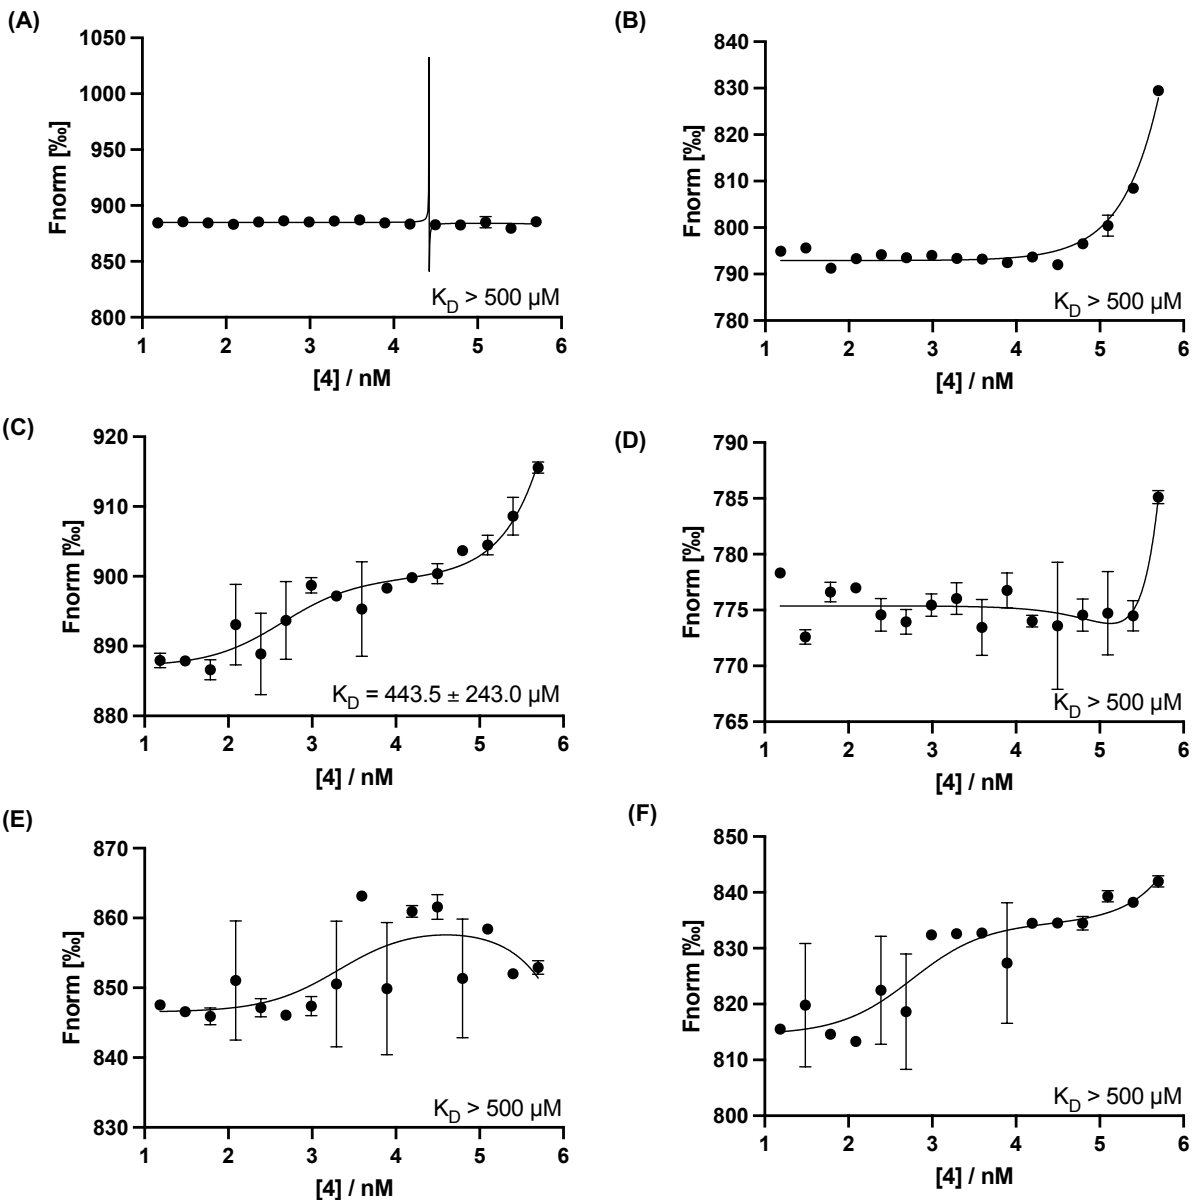 (A)
Fnorm [‰]
1050
1000
950
900
850
800
K_D > 500 µM
1 2 3 4 5 6
[4] / nM
(B)
Fnorm [‰]
840
830
820
810
800
790
780
K_D > 500 µM
1 2 3 4 5 6
[4] / nM
(C)
Fnorm [‰]
920
910
900
890
880
K_D = 443.5 ± 243.0 µM
1 2 3 4 5 6
[4] / nM
(D)
Fnorm [‰]
790
785
780
775
770
765
K_D > 500 µM
1 2 3 4 5 6
[4] / nM
(E)
Fnorm [‰]
870
860
850
840
830
K_D > 500 µM
1 2 3 4 5 6
[4] / nM
(F)
Fnorm [‰]
850
840
830
820
810
800
K_D > 500 µM
1 2 3 4 5 6
[4] / nM